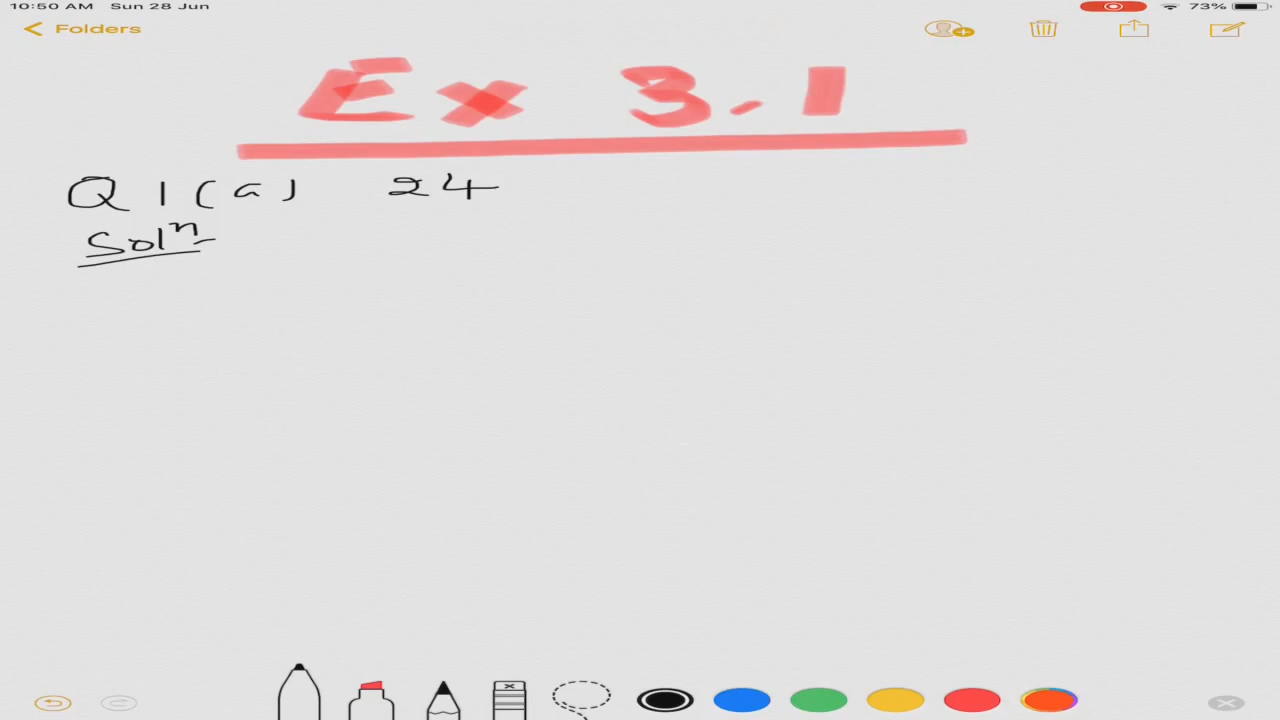 10:50 AM Sun 28 Jun
73%
Folders
Ex 3.1
Q 1 (a) 24
Solⁿ